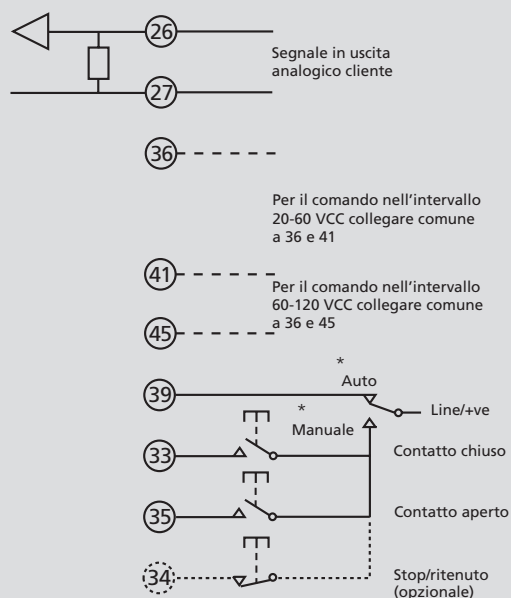 26
Segnale in uscita
analogico cliente
27
36
Per il comando nell'intervallo
20-60 VCC collegare comune
a 36 e 41
41
Per il comando nell'intervallo
60-120 VCC collegare comune
a 36 e 45
45
*
Auto
39
Line/+ve
*
Manuale
33
Contatto chiuso
35
Contatto aperto
34
Stop/ritenuto
(opzionale)